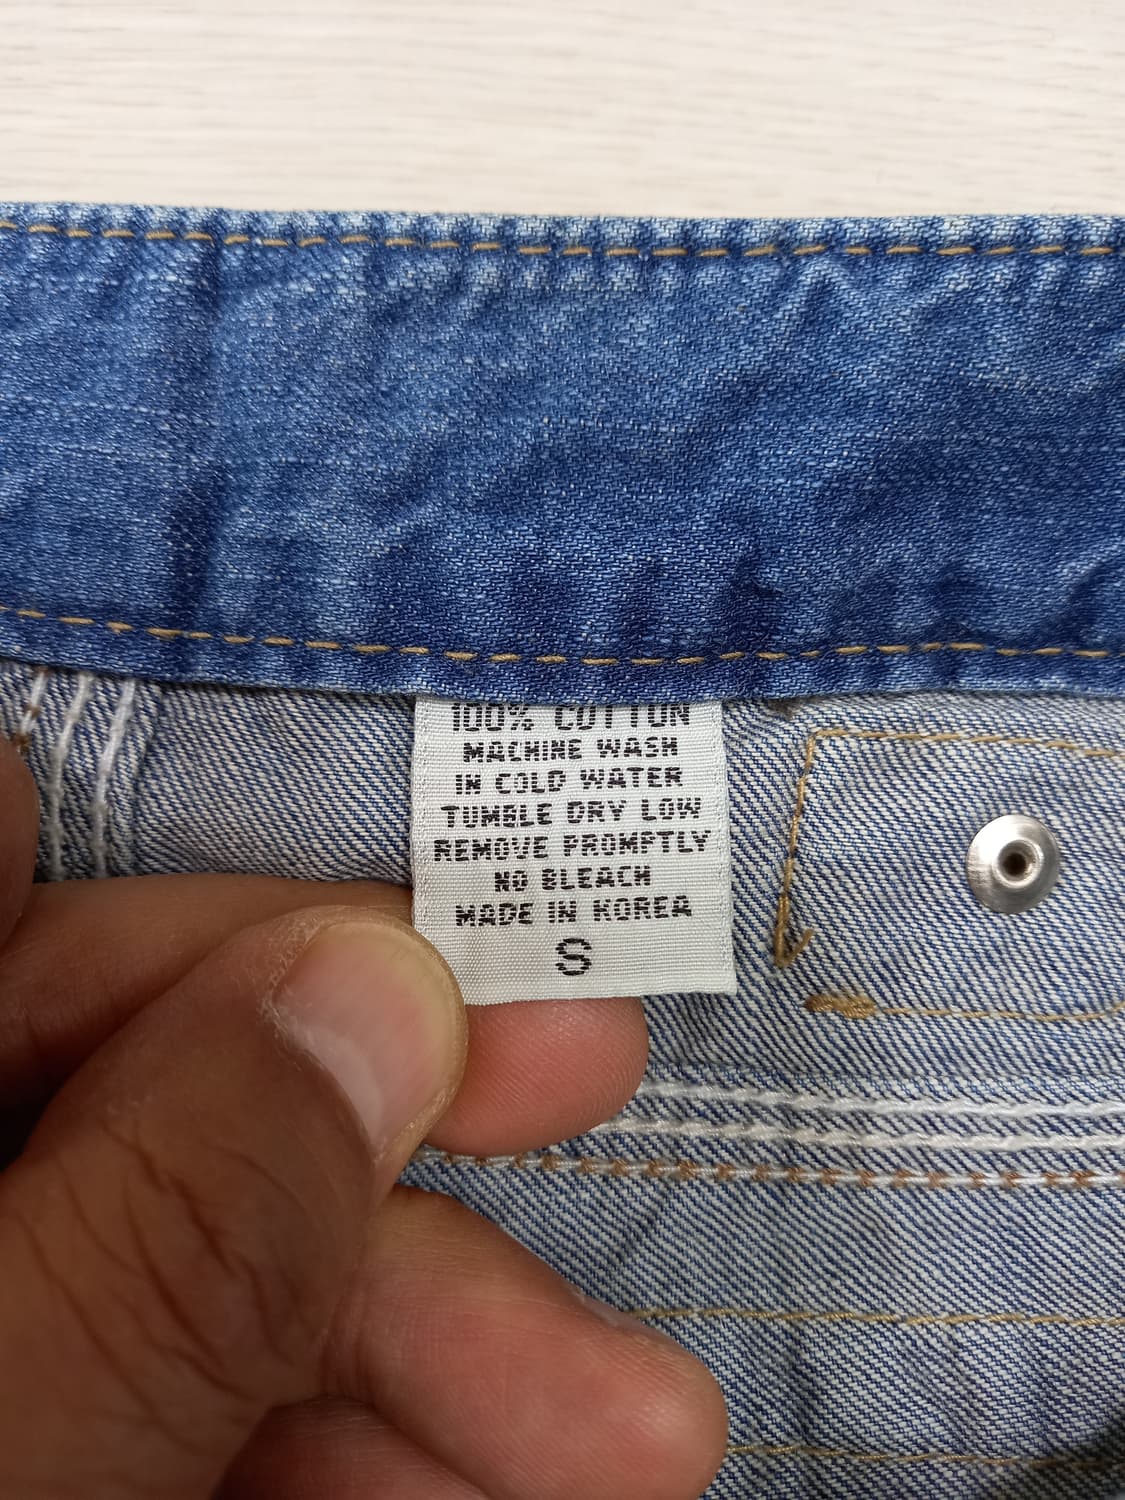 100% COTTON
MACHINE WASH
IN COLD WATER
TUMBLE DRY LOW
REMOVE PROMPTLY
NO BLEACH
MADE IN KOREA
S